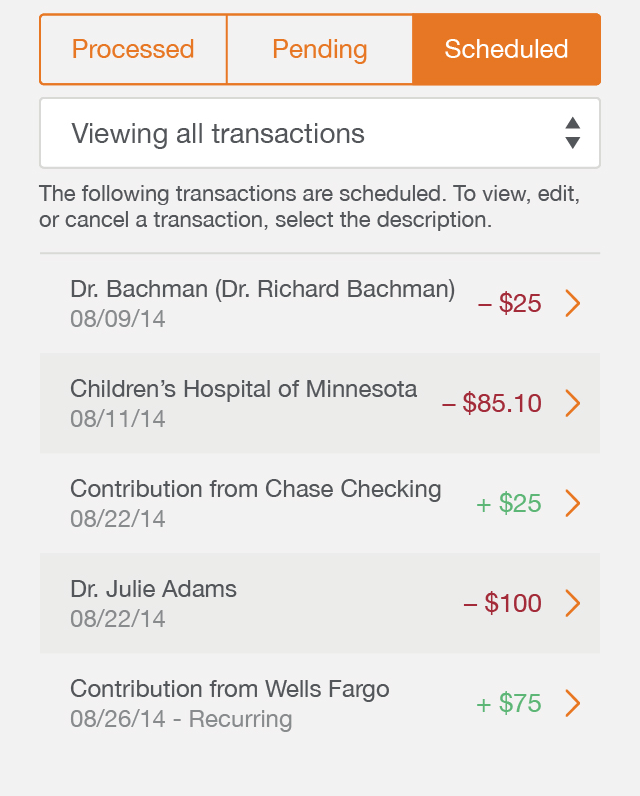 Processed
Pending
Scheduled
Viewing all transactions
The following transactions are scheduled. To view, edit,
or cancel a transaction, select the description.
Dr. Bachman (Dr. Richard Bachman)
08/09/14
– $25
Children’s Hospital of Minnesota
08/11/14
– $85.10
Contribution from Chase Checking
08/22/14
+ $25
Dr. Julie Adams
08/22/14
– $100
Contribution from Wells Fargo
08/26/14 - Recurring
+ $75